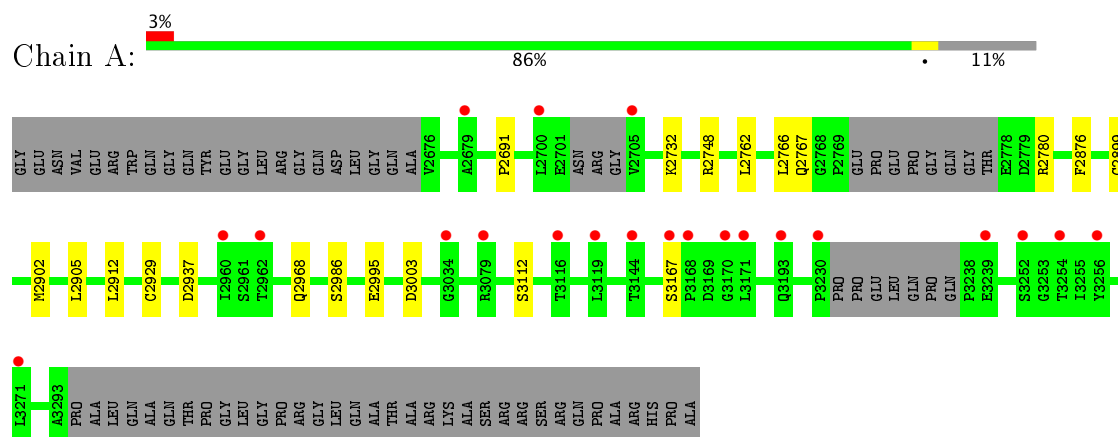 3%
Chain A:
86%
•
11%
GLY GLU ASN VAL GLU ARG TRP GLN GLY GLN TYR GLU GLY LEU ARG GLY GLN ASP LEU GLY GLN ALA V2676 A2679 P2691 L2700 E2701 ASN ARG GLY V2705 K2732 R2748 L2762 L2766 Q2767 G2768 P2769 GLU PRO GLU PRO GLY GLN GLY THR E2778 D2779 R2780 F2876
M2902 L2905 L2912 C2929 D2937 I2960 S2961 T2962 Q2968 S2986 E2995 D3003 G3034 R3079 S3112 T3116 L3119 T3144 S3167 P3168 D3169 G3170 L3171 Q3193 P3230 PRO PRO GLU LEU GLN PRO GLN P3238 E3239 S3252 G3253 T3254 I3255 Y3256
L3271 A3293 PRO ALA LEU GLN ALA GLN THR PRO GLY LEU GLY PRO ARG GLY LEU GLN ALA THR ALA ARG LYS ALA SER ARG ARG SER ARG GLN PRO ALA ARG HIS PRO ALA